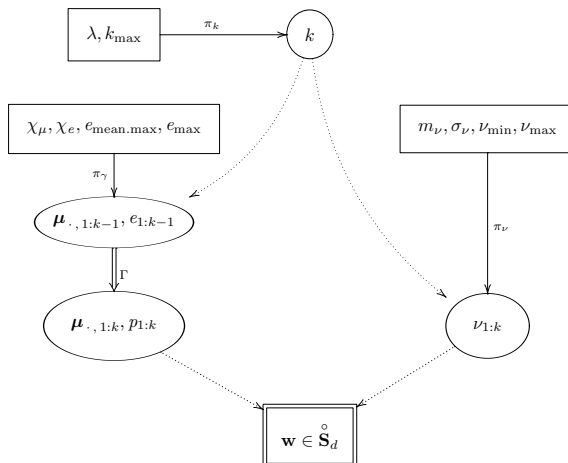 λ, k_max
π_k
k
χ_μ, χ_e, e_mean.max, e_max
m_ν, σ_ν, ν_min, ν_max
π_γ
μ_{·, 1:k−1}, e_{1:k−1}
π_ν
Γ
μ_{·, 1:k}, p_{1:k}
ν_{1:k}
w ∈ S̊_d